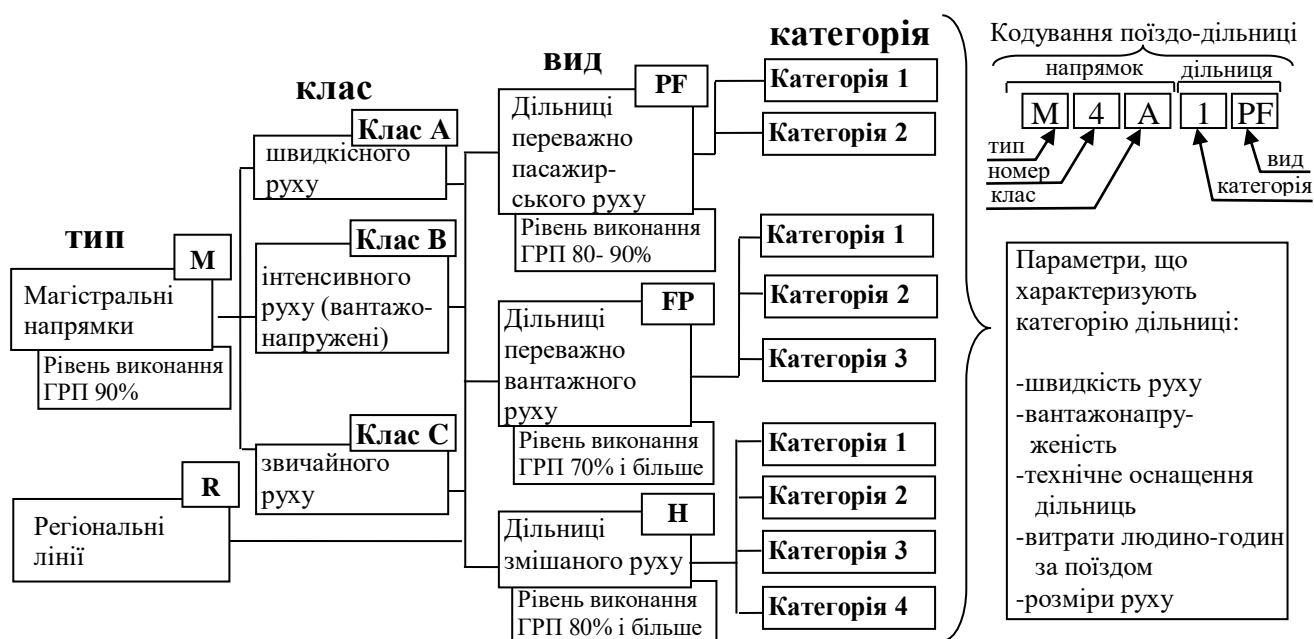 тип
M
Магістральні
напрямки
Рівень виконання
ГРП 90%
R
Регіональні
лінії
клас
Клас А
швидкісного
руху
Клас В
інтенсивного
руху (вантажо-
напружені)
Клас С
звичайного
руху
вид
PF
Дільниці
переважно
пасажир-
ського руху
Рівень виконання
ГРП 80- 90%
FP
Дільниці
переважно
вантажного
руху
Рівень виконання
ГРП 70% і більше
H
Дільниці
змішаного руху
Рівень виконання
ГРП 80% і більше
категорія
Категорія 1
Категорія 2
Категорія 1
Категорія 2
Категорія 3
Категорія 1
Категорія 2
Категорія 3
Категорія 4
Кодування поїздо-дільниці
напрямок дільниця
M 4 A 1 PF
тип
номер
клас
вид
категорія
Параметри, що
характеризують
категорію дільниці:
-швидкість руху
-вантажонапру-
женість
-технічне оснащення
дільниць
-витрати людино-годин
за поїздом
-розміри руху